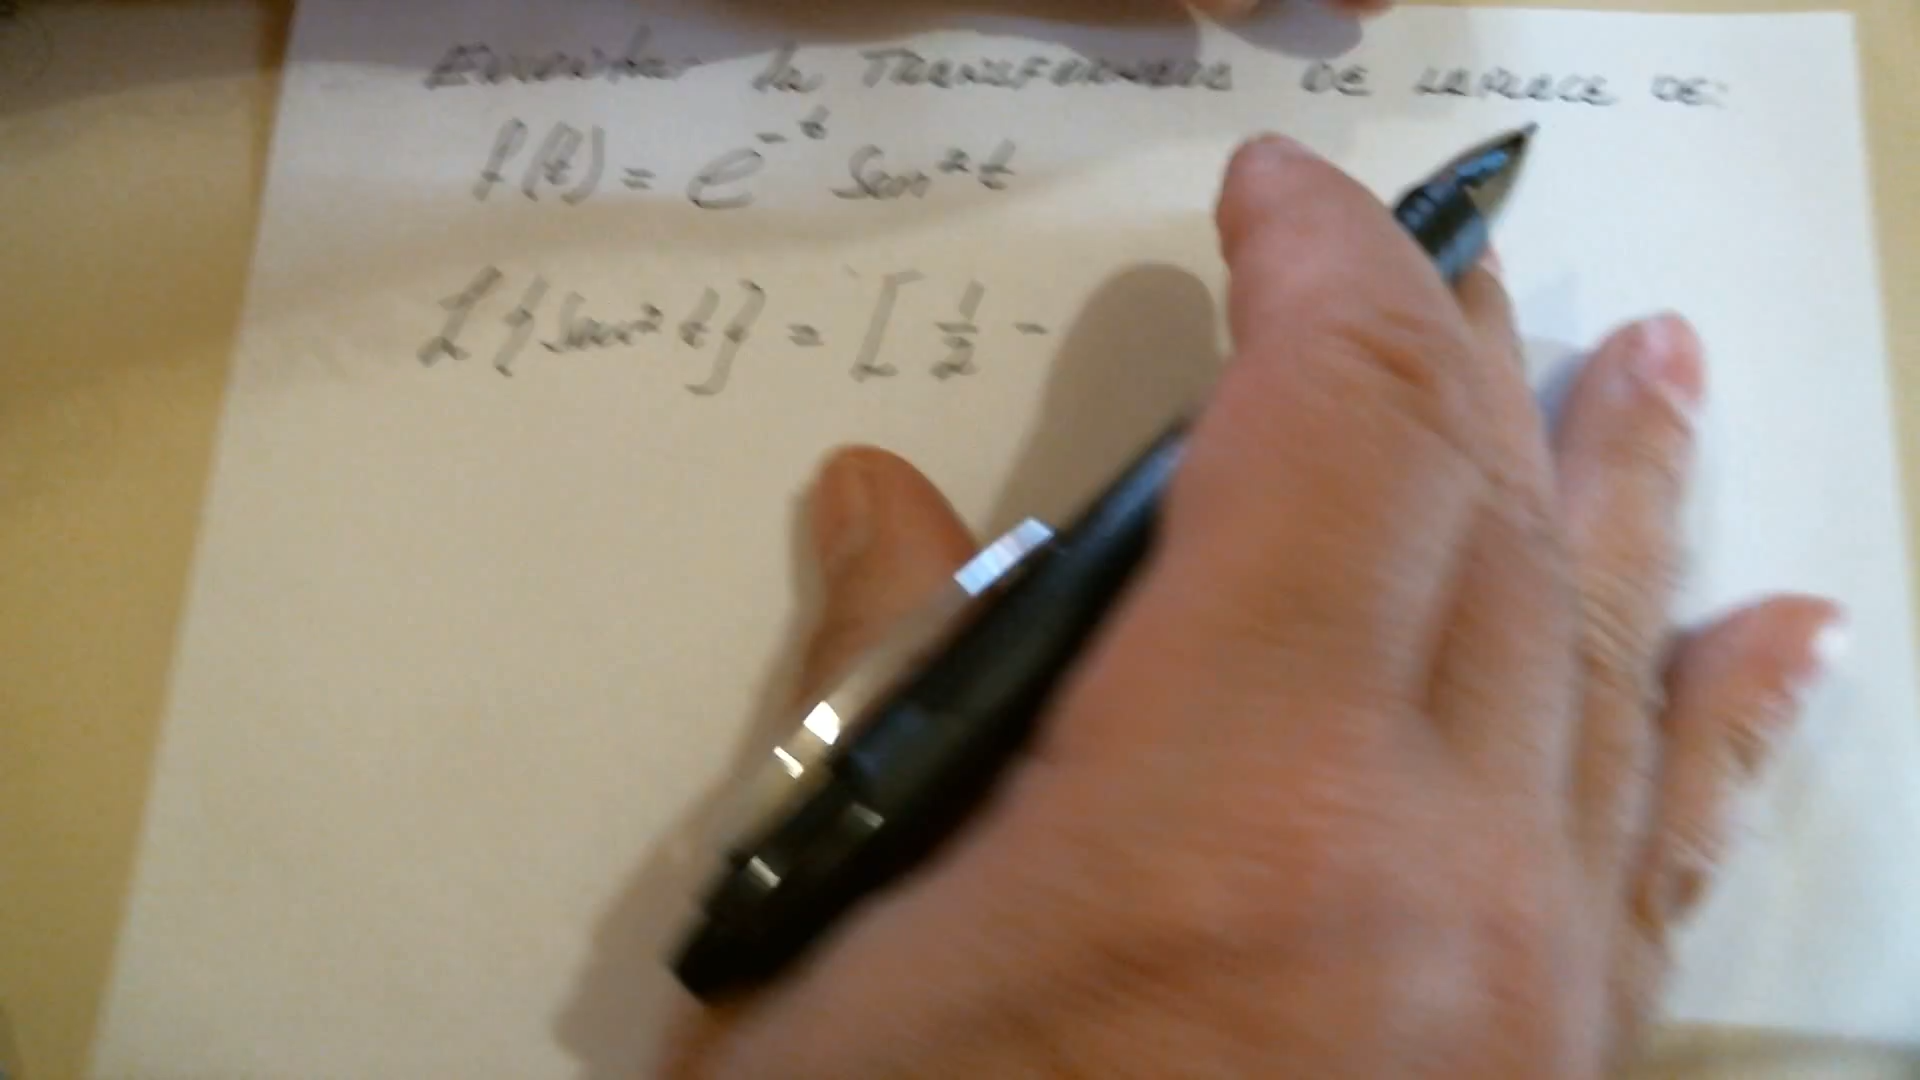 Encontrar la TRANSFORMADA DE LAPLACE DE:
f(t) = e^{-t} Sen²t
L{Sen²t} = [ 1/2 -